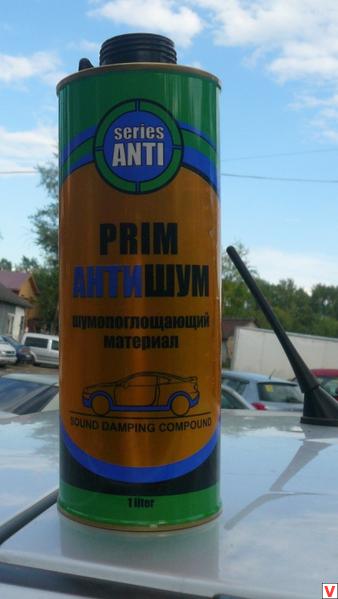 series
ANTI
PRIM
АНТИШУМ
шумопоглощающий
материал
SOUND DAMPING COMPOUND
1 liter
V